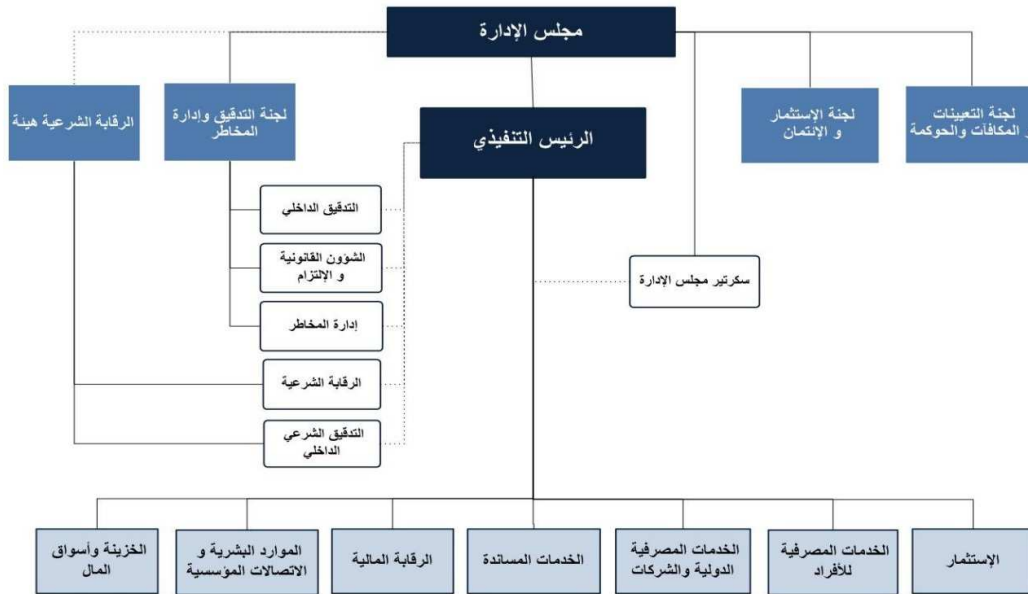 مجلس الإدارة
لجنة التعيينات
و المكافآت والحوكمة
لجنة الإستثمار
و الإئتمان
لجنة التدقيق وإدارة
المخاطر
الرقابة الشرعية هيئة
الرئيس التنفيذي
التدقيق الداخلي
الشؤون القانونية
و الإلتزام
سكرتير مجلس الإدارة
إدارة المخاطر
الرقابة الشرعية
التدقيق الشرعي
الداخلي
الإستثمار
الخدمات المصرفية
للأفراد
الخدمات المصرفية
الدولية والشركات
الخدمات المساندة
الرقابة المالية
الموارد البشرية و
الاتصالات المؤسسية
الخزينة وأسواق
المال